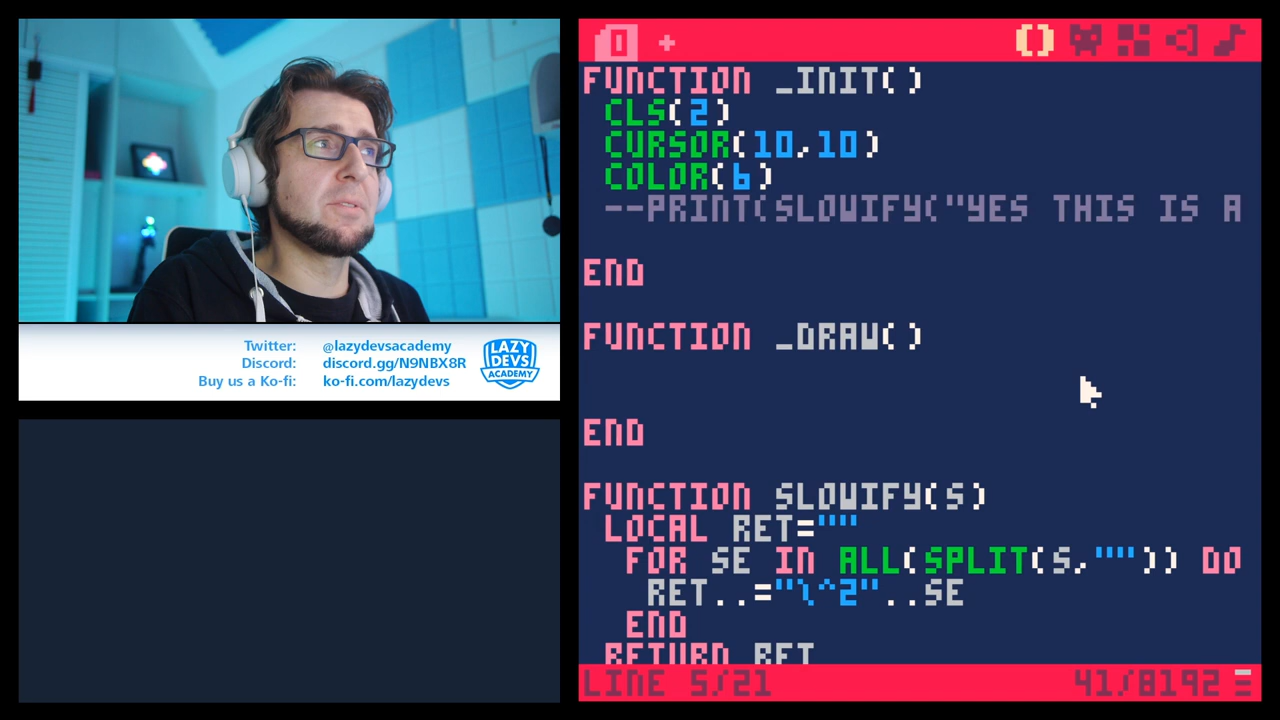 Twitter: @lazydevsacademy
Discord: discord.gg/N9NBX8R
Buy us a Ko-fi: ko-fi.com/lazydevs
LAZY
DEVS
ACADEMY
0 +
FUNCTION _INIT()
CLS(2)
CURSOR(10,10)
COLOR(6)
--PRINT(SLOWIFY("YES THIS IS A
END
FUNCTION _DRAW()
END
FUNCTION SLOWIFY(S)
LOCAL RET=""
FOR SE IN ALL(SPLIT(S,"")) DO
RET..="\^2"..SE
END
RETURN RET
LINE 5/21 41/8192